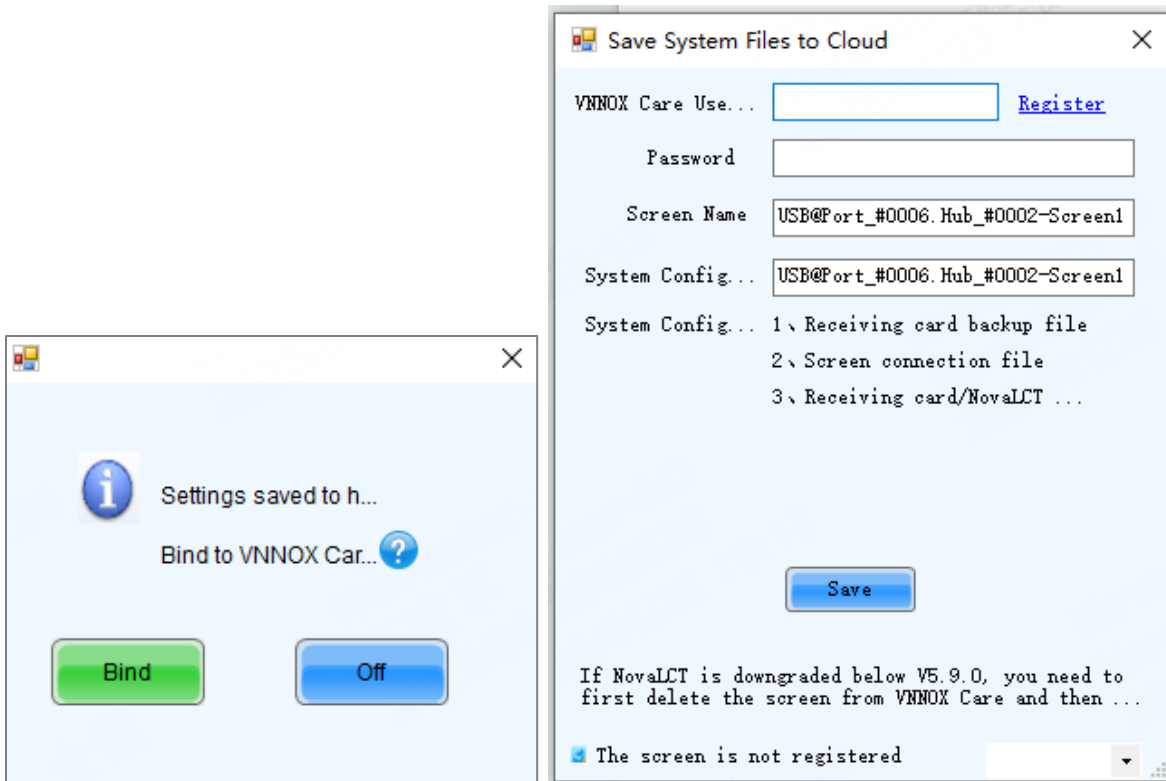 Settings saved to h...
Bind to VNNOX Car...
?
Bind
Off
Save System Files to Cloud
VNNOX Care Use...
Register
Password
Screen Name
USB@Port_#0006.Hub_#0002-Screen1
System Config...
USB@Port_#0006.Hub_#0002-Screen1
System Config...
1、Receiving card backup file
2、Screen connection file
3、Receiving card/NovaLCT ...
Save
If NovaLCT is downgraded below V5.9.0, you need to
first delete the screen from VNNOX Care and then ...
The screen is not registered